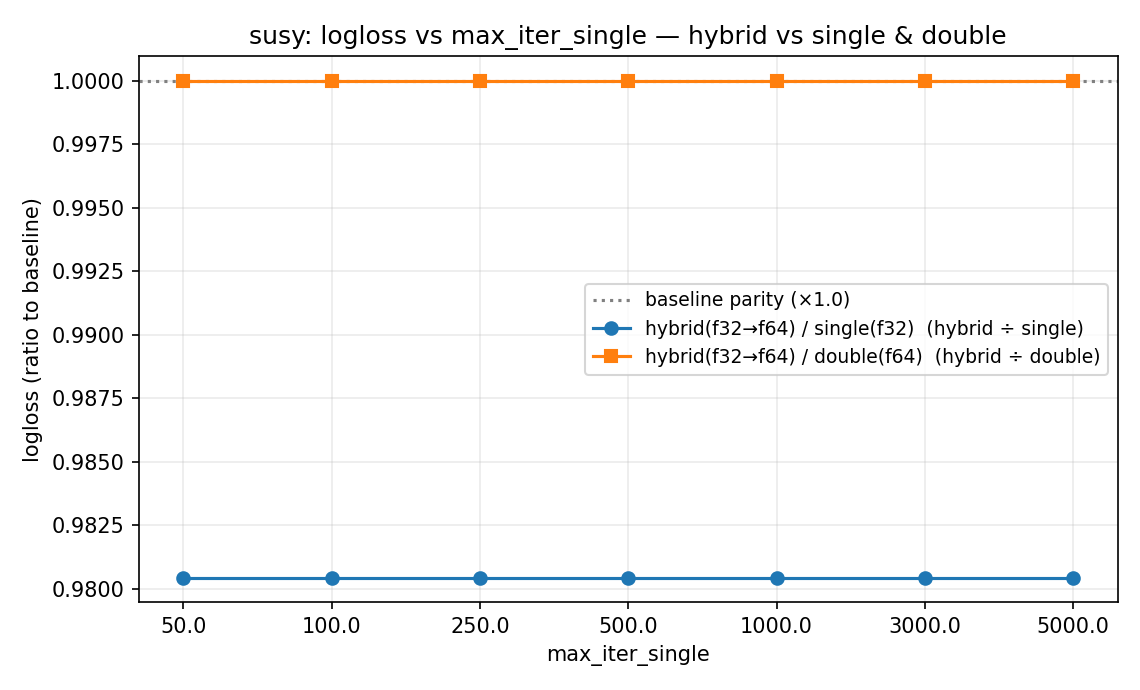 susy: logloss vs max_iter_single — hybrid vs single & double
logloss (ratio to baseline)
1.0000
0.9975
0.9950
0.9925
0.9900
0.9875
0.9850
0.9825
0.9800
baseline parity (×1.0)
hybrid(f32→f64) / single(f32)  (hybrid ÷ single)
hybrid(f32→f64) / double(f64)  (hybrid ÷ double)
50.0 100.0 250.0 500.0 1000.0 3000.0 5000.0
max_iter_single